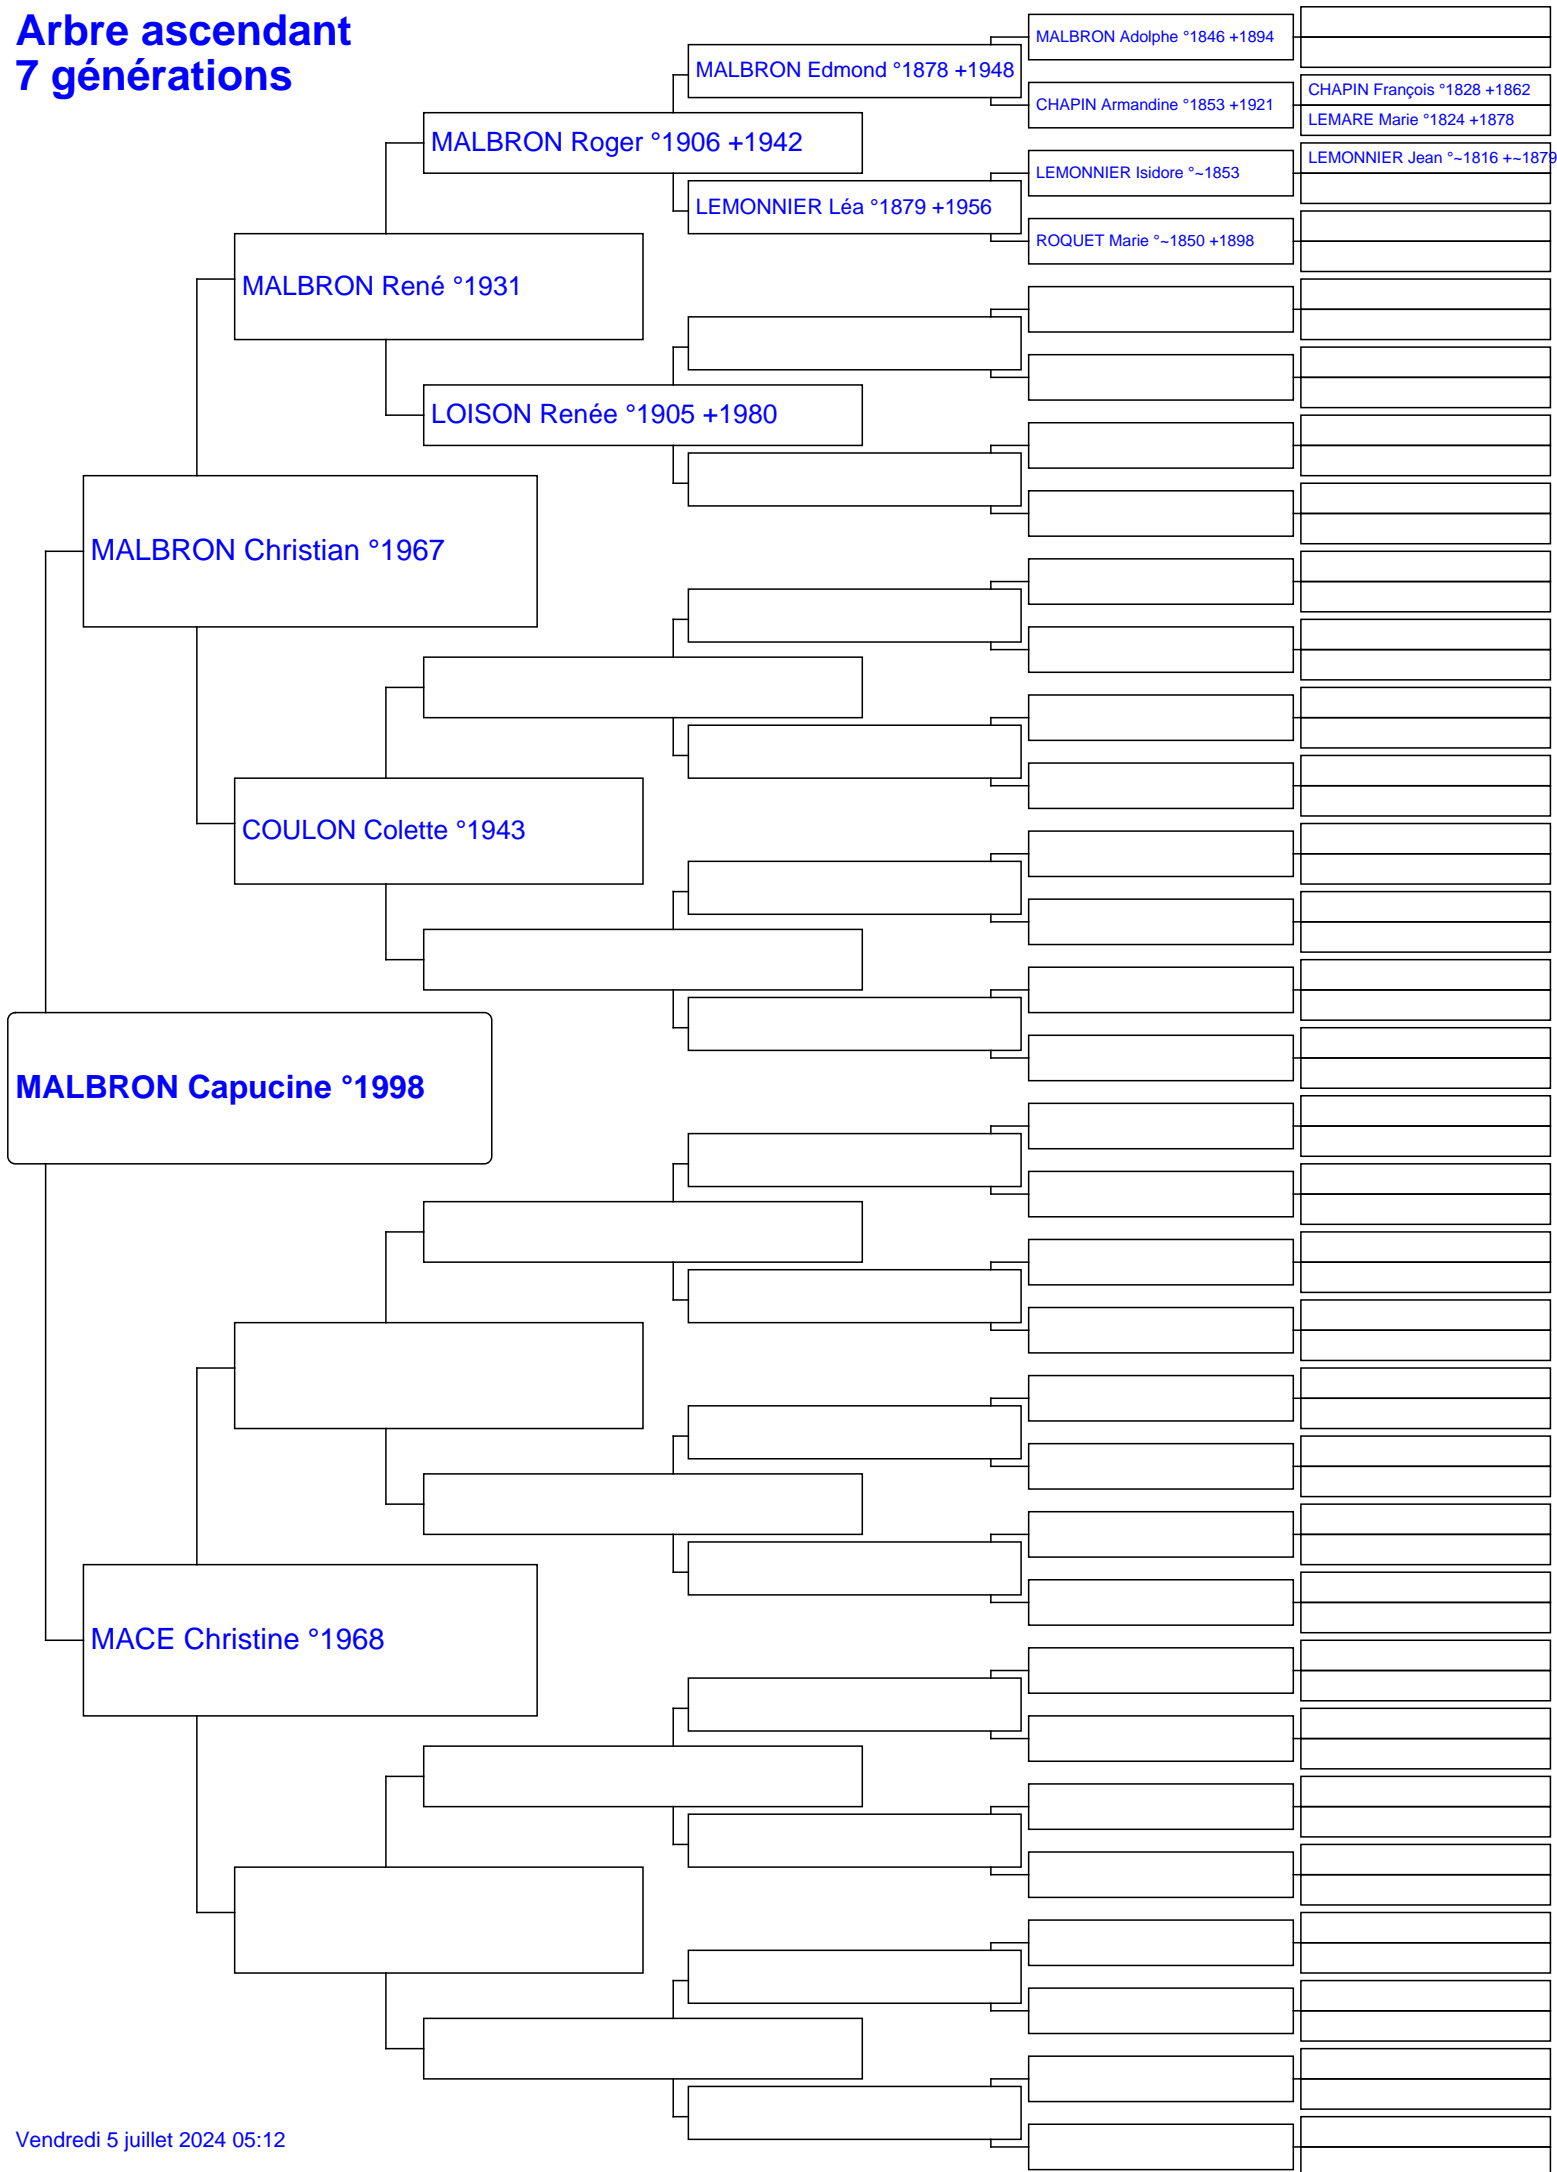 Arbre ascendant
7 générations
MALBRON Adolphe °1846 +1894
MALBRON Edmond °1878 +1948
CHAPIN François °1828 +1862
CHAPIN Armandine °1853 +1921
LEMARE Marie °1824 +1878
MALBRON Roger °1906 +1942
LEMONNIER Jean °~1816 +~1879
LEMONNIER Isidore °~1853
LEMONNIER Léa °1879 +1956
ROQUET Marie °~1850 +1898
MALBRON René °1931
LOISON Renée °1905 +1980
MALBRON Christian °1967
COULON Colette °1943
MALBRON Capucine °1998
MACE Christine °1968
Vendredi 5 juillet 2024 05:12